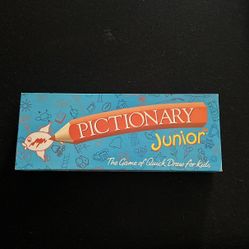 PICTIONARY
Junior
The Game of Quick Draw for Kids